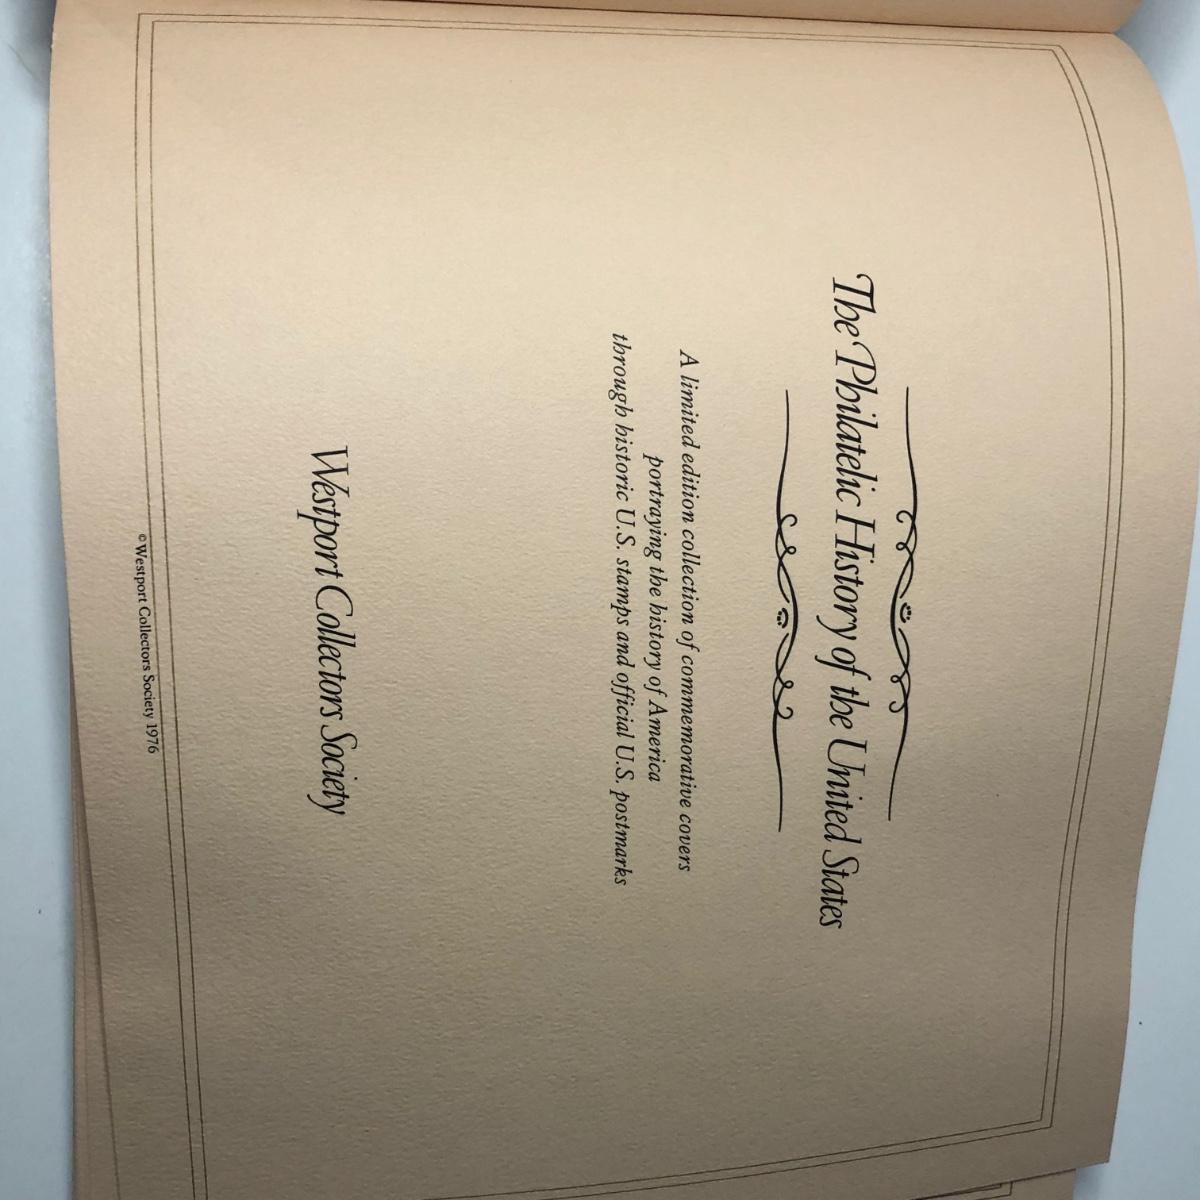 The Philatelic History of the United States
A limited edition collection of commemorative covers
portraying the history of America
through historic U.S. stamps and official U.S. postmarks
Westport Collectors Society
©Westport Collectors Society 1976